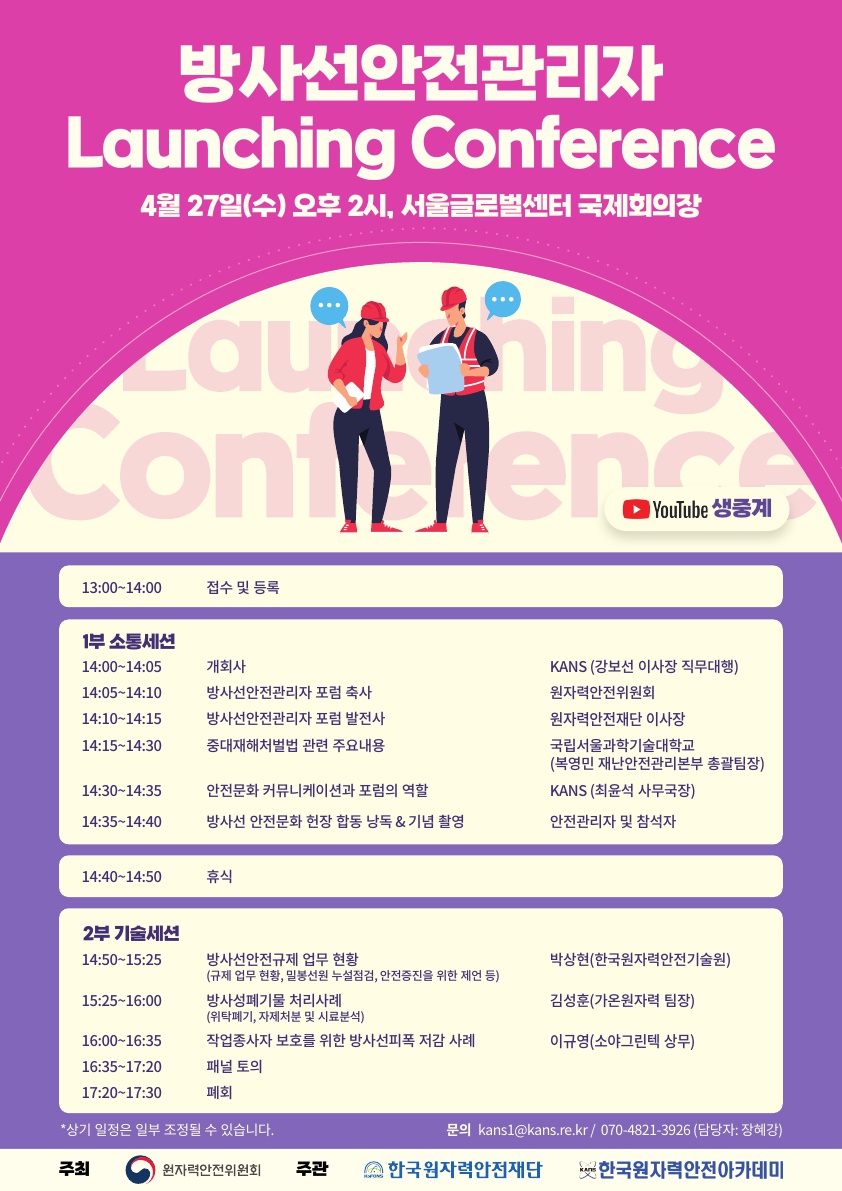 방사선안전관리자
Launching Conference
4월 27일(수) 오후 2시, 서울글로벌센터 국제회의장
Launching
Conference
YouTube 생중계
13:00~14:00 접수 및 등록
1부 소통세션
14:00~14:05 개회사 KANS (강보선 이사장 직무대행)
14:05~14:10 방사선안전관리자 포럼 축사 원자력안전위원회
14:10~14:15 방사선안전관리자 포럼 발전사 원자력안전재단 이사장
14:15~14:30 중대재해처벌법 관련 주요내용 국립서울과학기술대학교
(복영민 재난안전관리본부 총괄팀장)
14:30~14:35 안전문화 커뮤니케이션과 포럼의 역할 KANS (최윤석 사무국장)
14:35~14:40 방사선 안전문화 헌장 합동 낭독 & 기념 촬영 안전관리자 및 참석자
14:40~14:50 휴식
2부 기술세션
14:50~15:25 방사선안전규제 업무 현황 박상현(한국원자력안전기술원)
(규제 업무 현황, 밀봉선원 누설점검, 안전증진을 위한 제언 등)
15:25~16:00 방사성폐기물 처리사례 김성훈(가온원자력 팀장)
(위탁폐기, 자체처분 및 시료분석)
16:00~16:35 작업종사자 보호를 위한 방사선피폭 저감 사례 이규영(소야그린텍 상무)
16:35~17:20 패널 토의
17:20~17:30 폐회
*상기 일정은 일부 조정될 수 있습니다. 문의 kans1@kans.re.kr / 070-4821-3926 (담당자: 장혜강)
주최 원자력안전위원회 주관 KoFONS 한국원자력안전재단 KANS 한국원자력안전아카데미